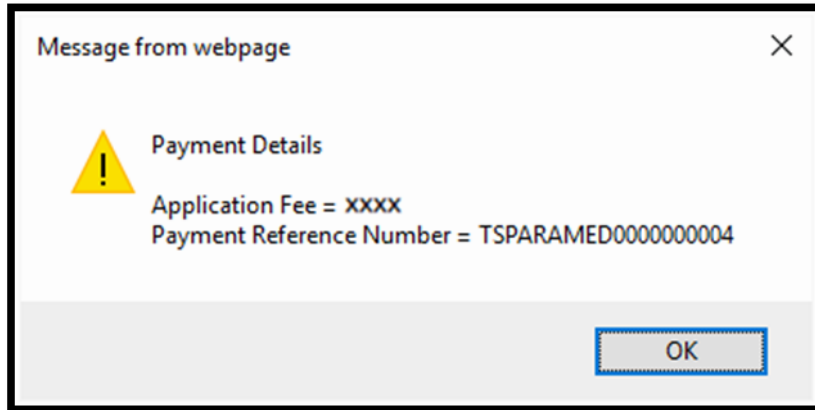 Message from webpage
Payment Details
Application Fee = xxxx
Payment Reference Number = TSPARAMED0000000004
OK